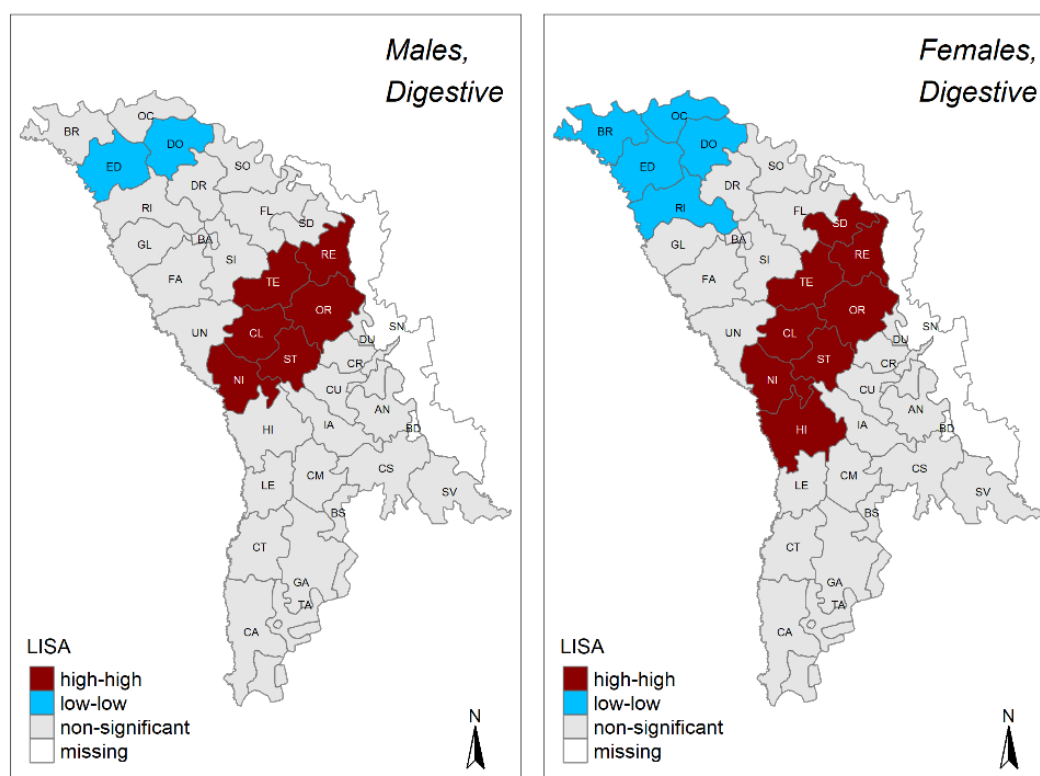 Males,
Digestive
BR
OC
ED
DO
SO
DR
RI
FL
SD
GL
BA
SI
RE
FA
TE
OR
UN
CL
SN
DU
ST
CR
NI
CU
AN
HI
IA
BD
LE
CM
CS
SV
BS
CT
GA
TA
CA
LISA
high-high
low-low
non-significant
missing
N
Females,
Digestive
BR
OC
ED
DO
SO
DR
RI
FL
SD
GL
BA
SI
RE
FA
TE
OR
UN
CL
SN
DU
ST
CR
NI
CU
AN
HI
IA
BD
LE
CM
CS
SV
BS
CT
GA
TA
CA
LISA
high-high
low-low
non-significant
missing
N